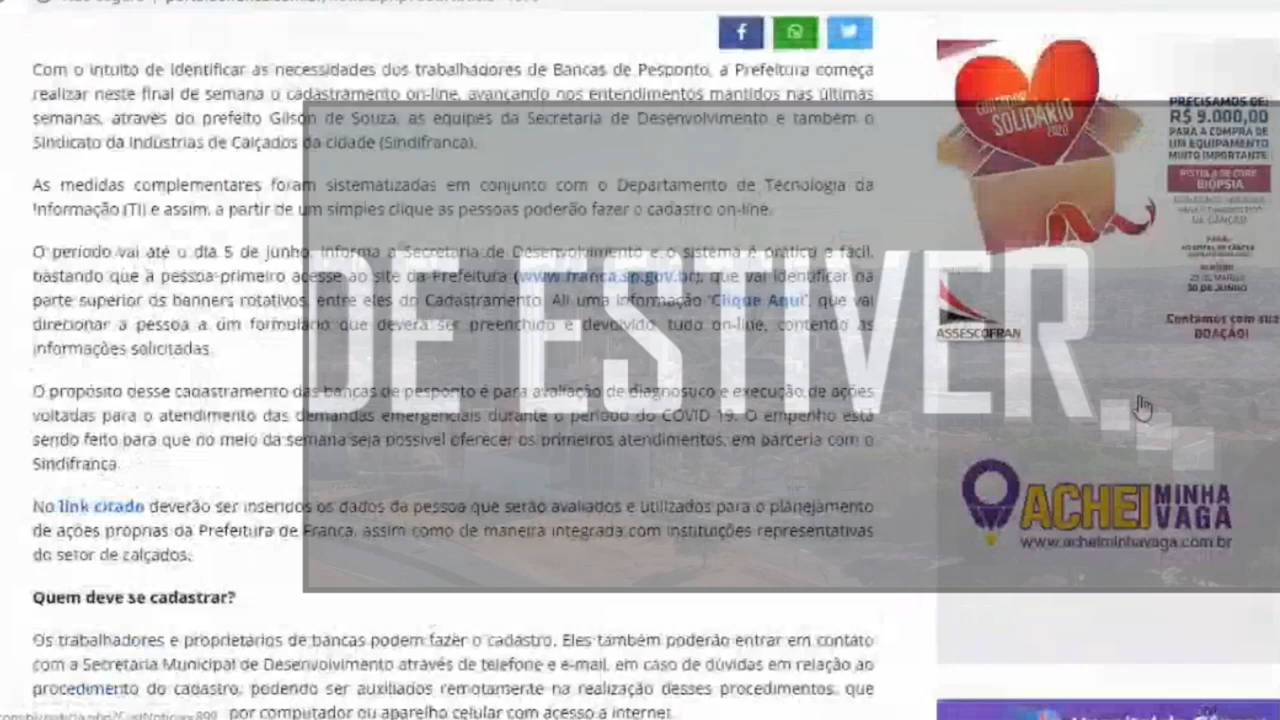 Com o intuito de identificar as necessidades dos trabalhadores de Bancas de Pesponto, a Prefeitura começa
realizar neste final de semana o cadastramento on-line, avançando nos entendimentos mantidos nas últimas
semanas, através do prefeito Gilson de Souza, as equipes da Secretaria de Desenvolvimento e também o
Sindicato da Indústrias de Calçados da cidade (Sindifranca).
As medidas complementares foram sistematizadas em conjunto com o Departamento de Tecnologia da
Informação (TI) e assim, a partir de um simples clique as pessoas poderão fazer o cadastro on-line.
O período vai até o dia 5 de junho, informa a Secretaria de Desenvolvimento e o sistema é prático e fácil,
bastando que a pessoa primeiro acesse ao site da Prefeitura (www.franca.sp.gov.br), que vai identificar na
parte superior os banners rotativos, entre eles do Cadastramento. Ali uma informação 'Clique Aqui', que vai
direcionar a pessoa a um formulário que deverá ser preenchido e devolvido, tudo on-line, contendo as
informações solicitadas.
O propósito desse cadastramento das bancas de pesponto é para avaliação de diagnóstico e execução de ações
voltadas para o atendimento das demandas emergenciais durante o período do COVID-19. O empenho está
sendo feito para que no meio da semana seja possível oferecer os primeiros atendimentos, em parceria com o
Sindifranca.
No link citado deverão ser inseridos os dados da pessoa que serão avaliados e utilizados para o planejamento
de ações próprias da Prefeitura de Franca, assim como de maneira integrada com instituições representativas
do setor de calçados.
Quem deve se cadastrar?
Os trabalhadores e proprietários de bancas podem fazer o cadastro. Eles também poderão entrar em contato
com a Secretaria Municipal de Desenvolvimento através de telefone e e-mail, em caso de dúvidas em relação ao
procedimento do cadastro, podendo ser auxiliados remotamente na realização desses procedimentos, que
por computador ou aparelho celular com acesso à internet.
DE ESTIVER.
SOLIDÁRIO
2020
PRECISAMOS DE:
R$ 9.000,00
PARA A COMPRA DE
UM EQUIPAMENTO
MUITO IMPORTANTE:
PISTOLA DE CORE
BIÓPSIA
30 DE JUNHO
Contamos com sua
DOAÇÃO!
ASSESCOFRAN
ACHEI MINHA VAGA
www.acheiminhavaga.com.br